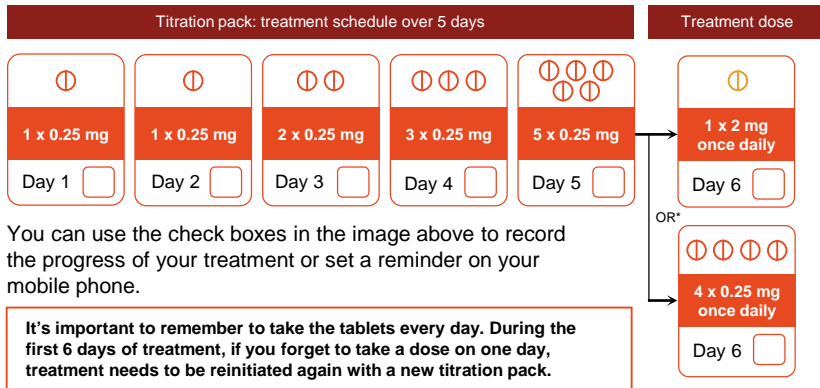 Titration pack: treatment schedule over 5 days
Treatment dose
1 x 0.25 mg
Day 1
1 x 0.25 mg
Day 2
2 x 0.25 mg
Day 3
3 x 0.25 mg
Day 4
5 x 0.25 mg
Day 5
1 x 2 mg
once daily
Day 6
OR*
4 x 0.25 mg
once daily
Day 6
You can use the check boxes in the image above to record
the progress of your treatment or set a reminder on your
mobile phone.
It’s important to remember to take the tablets every day. During the
first 6 days of treatment, if you forget to take a dose on one day,
treatment needs to be reinitiated again with a new titration pack.